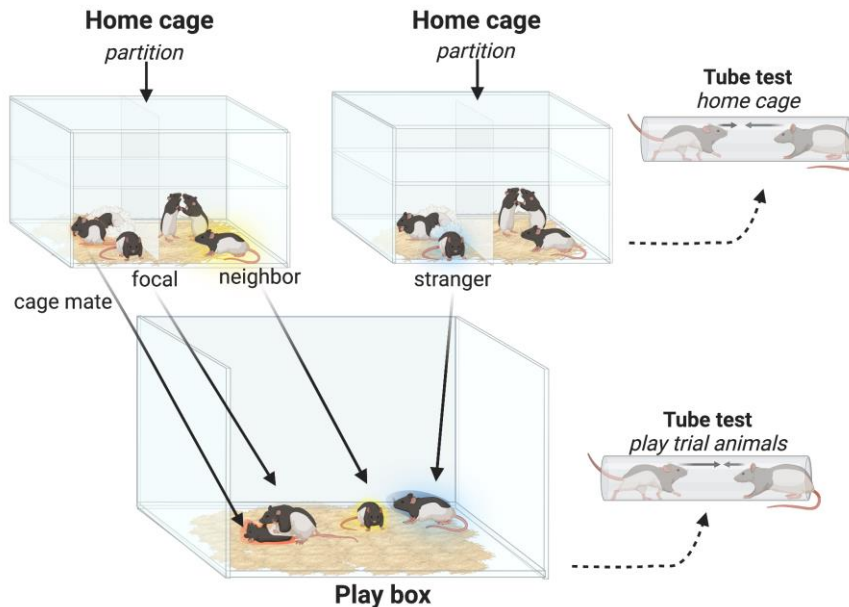 Home cage
partition
Home cage
partition
Tube test
home cage
cage mate
focal
neighbor
stranger
Tube test
play trial animals
Play box